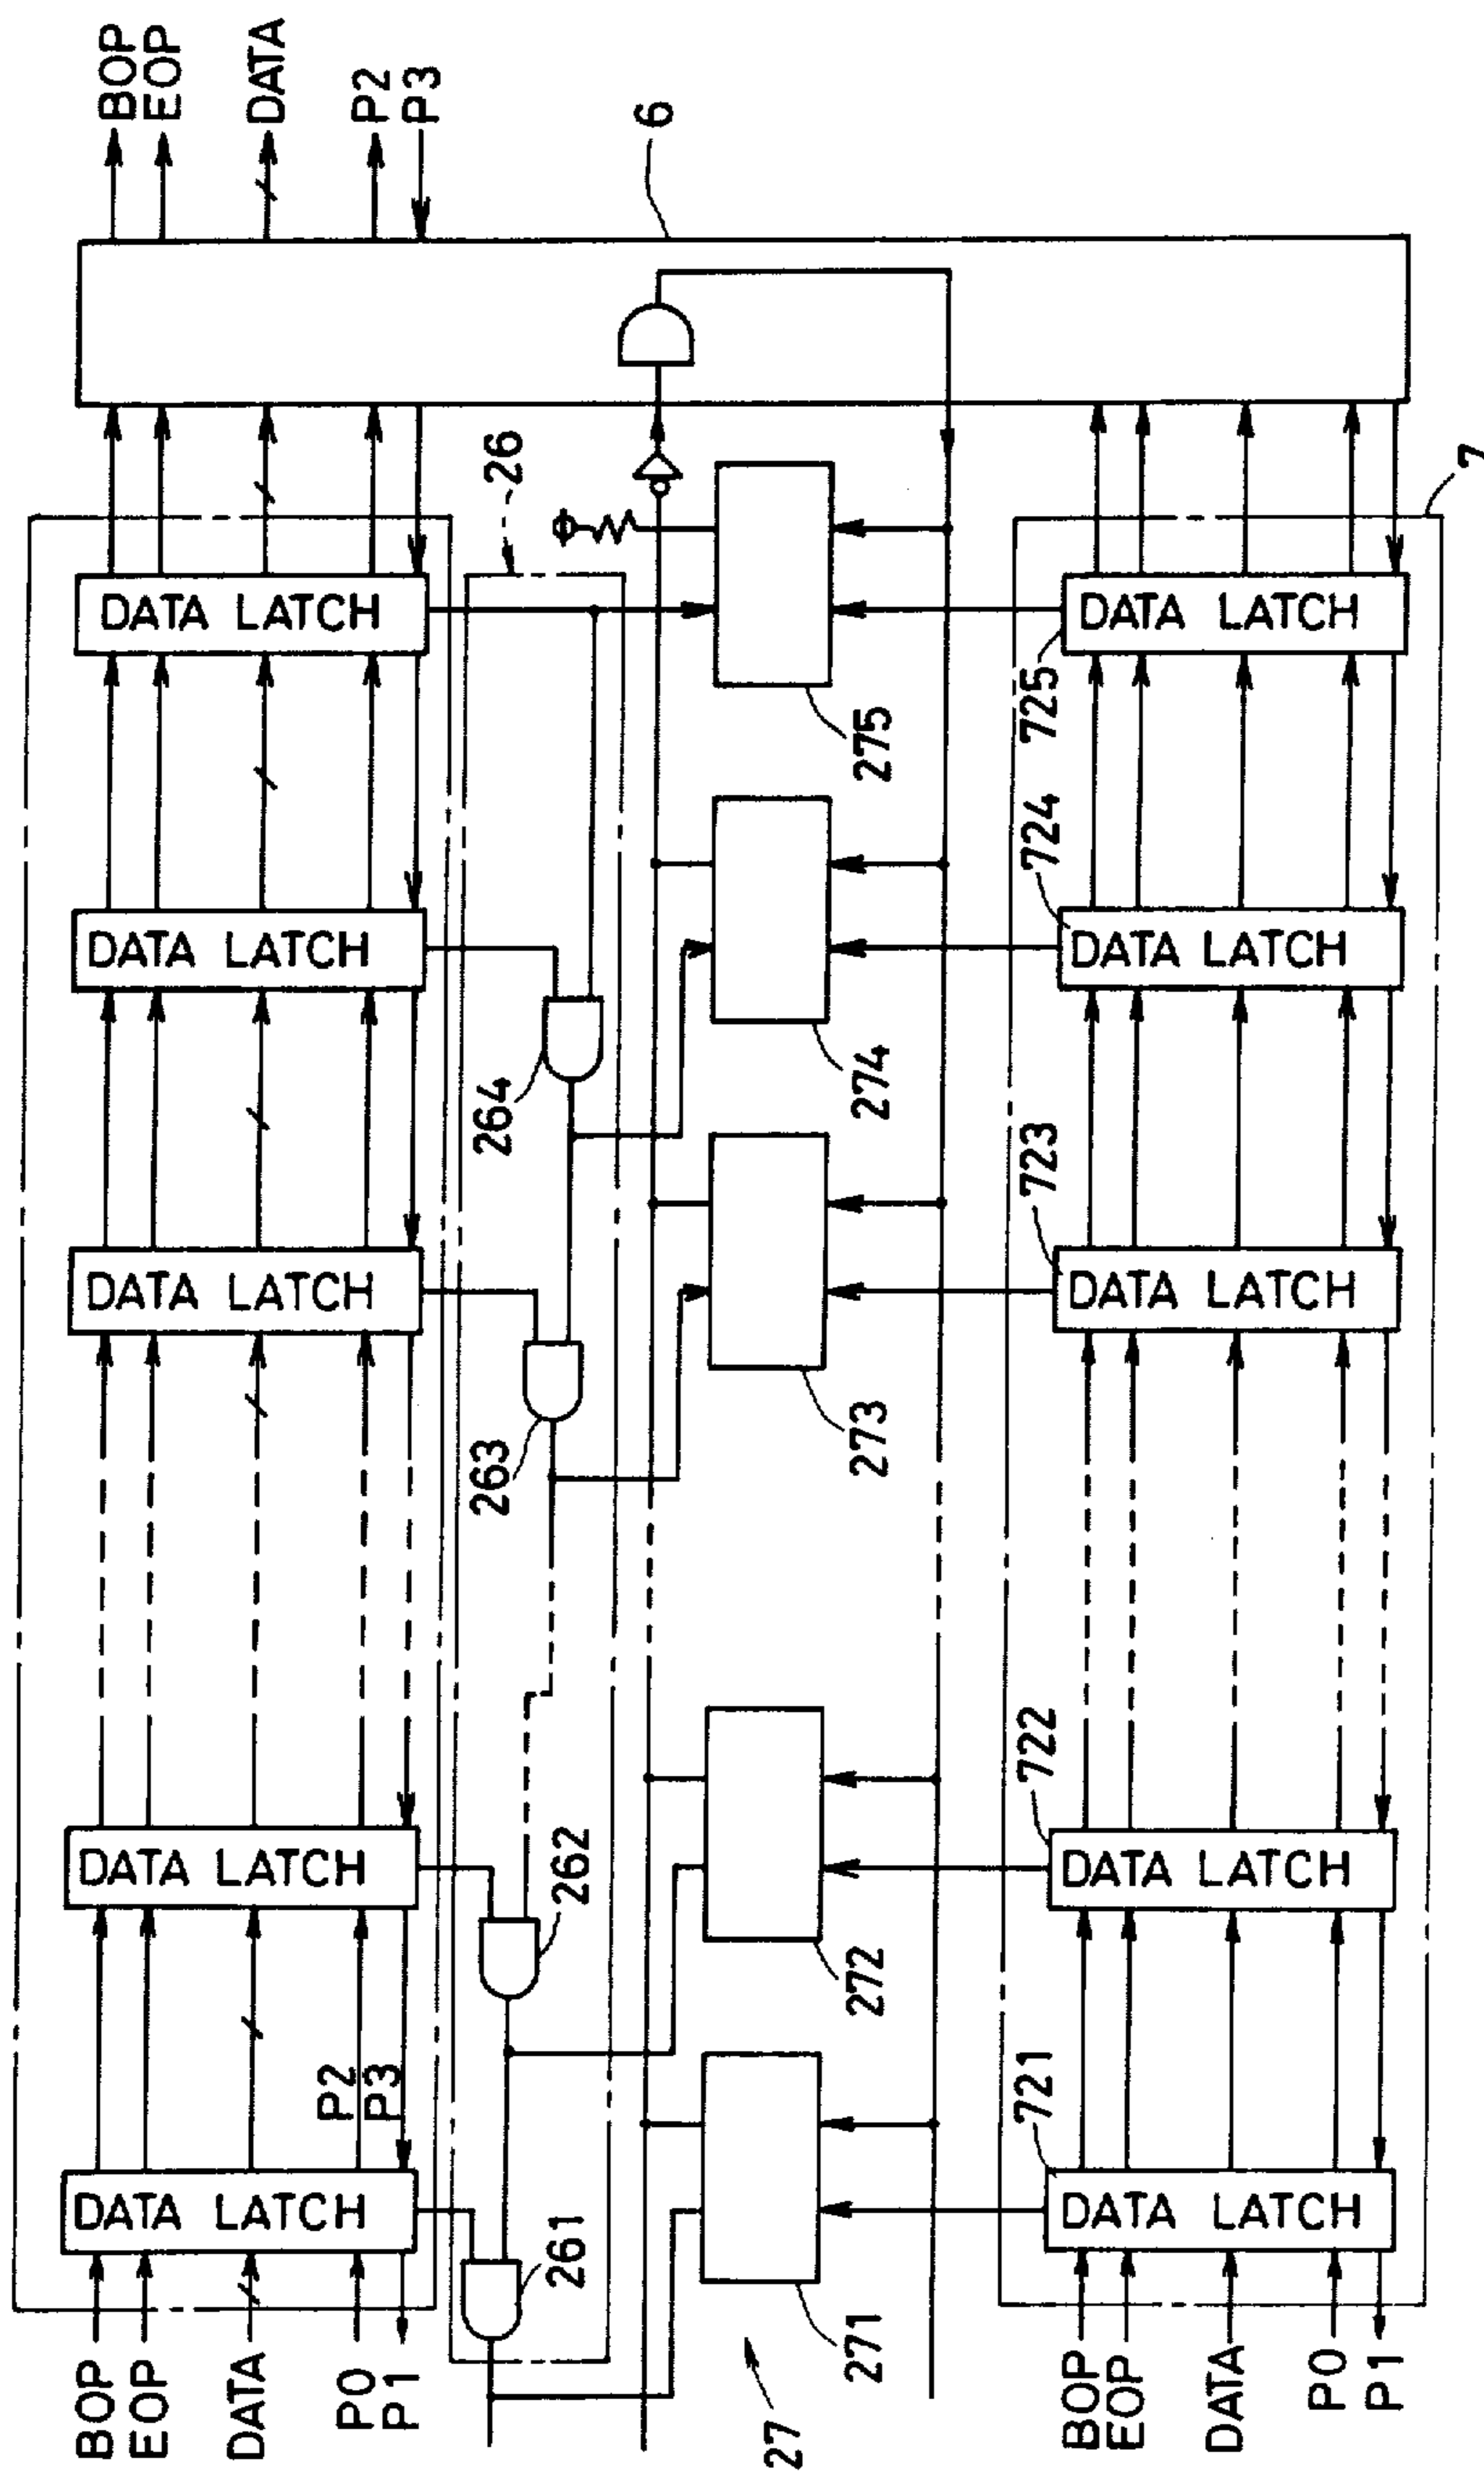 BOP
EOP
DATA
P2
P3
6
DATA LATCH
DATA LATCH
DATA LATCH
DATA LATCH
DATA LATCH
P2
P3
BOP
EOP
DATA
P0
P1
26
264
263
262
261
275
274
273
272
271
27
7
725
724
723
722
721
DATA LATCH
DATA LATCH
DATA LATCH
DATA LATCH
DATA LATCH
BOP
EOP
DATA
P0
P1